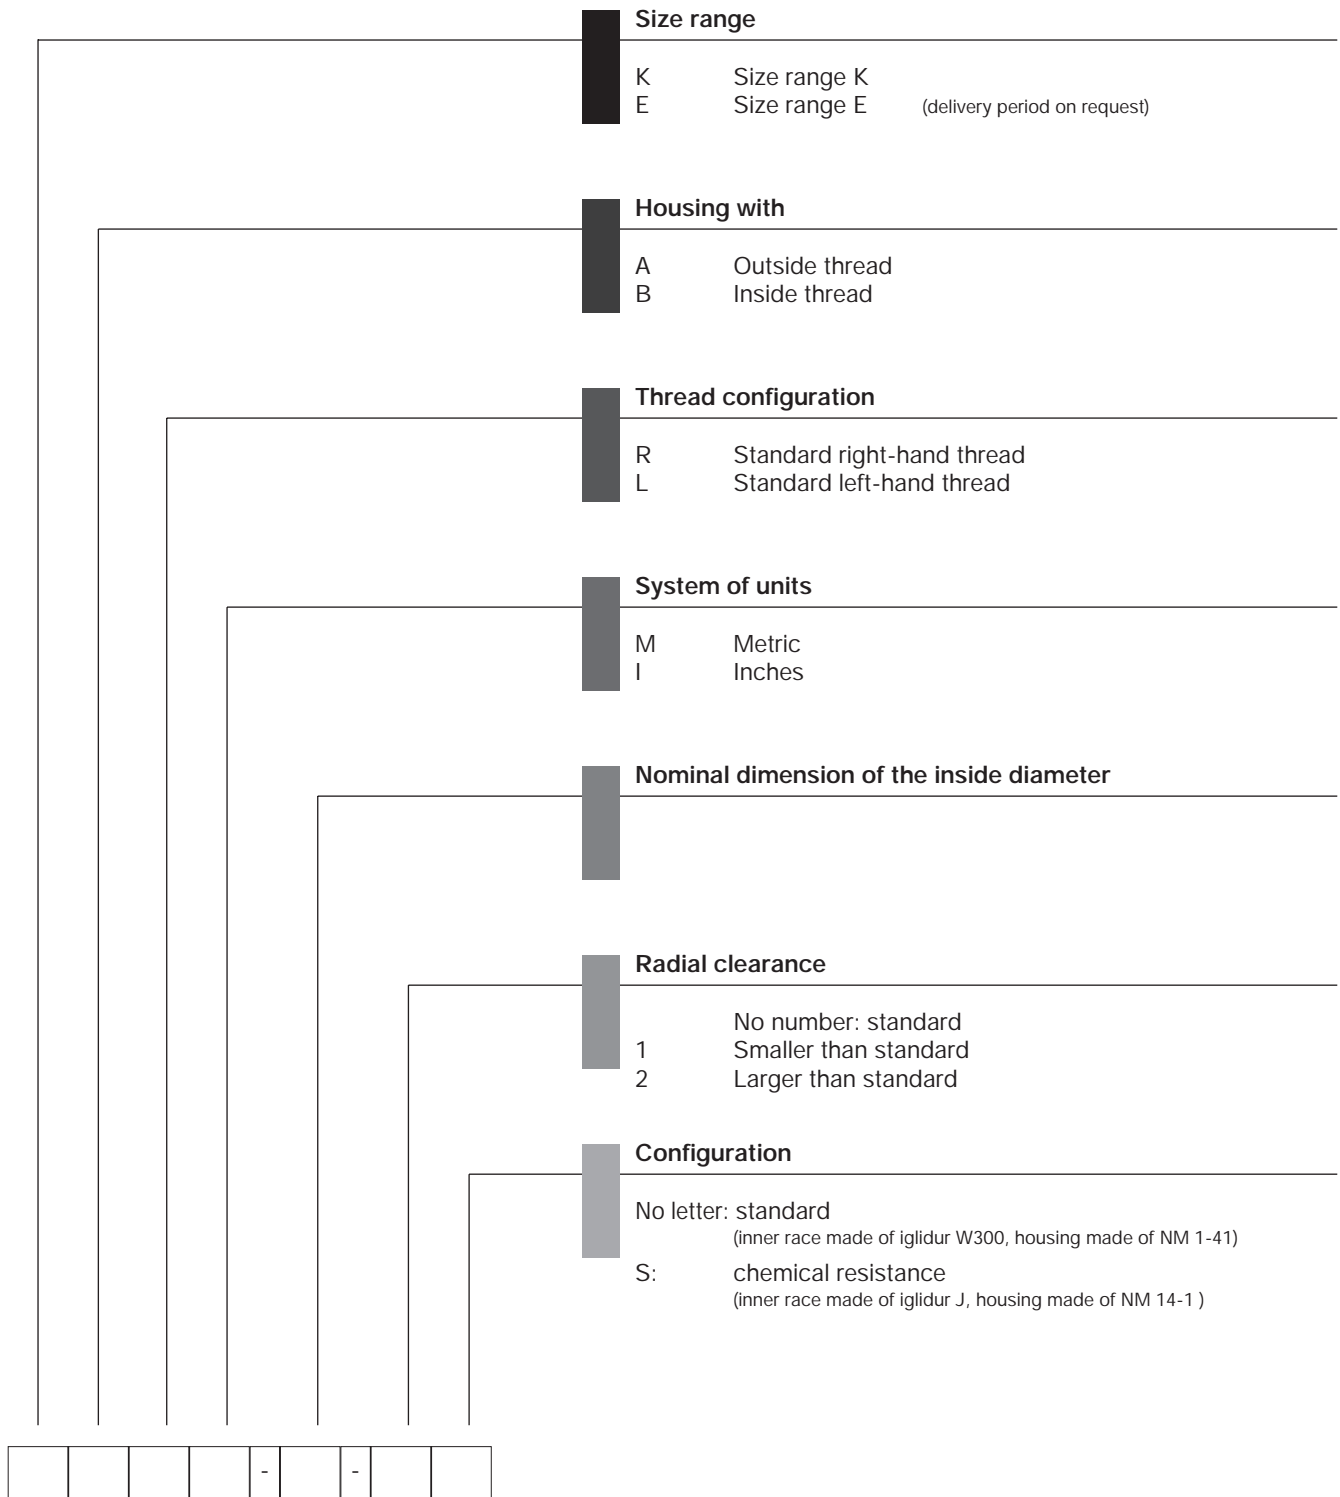 Size range
K Size range K
E Size range E (delivery period on request)
Housing with
A Outside thread
B Inside thread
Thread configuration
R Standard right-hand thread
L Standard left-hand thread
System of units
M Metric
I Inches
Nominal dimension of the inside diameter
Radial clearance
No number: standard
1 Smaller than standard
2 Larger than standard
Configuration
No letter: standard
(inner race made of iglidur W300, housing made of NM 1-41)
S: chemical resistance
(inner race made of iglidur J, housing made of NM 14-1 )
- -